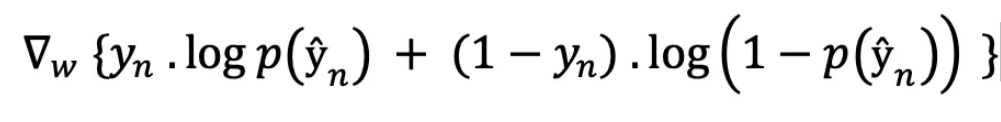 ∇w {yn . log p(ŷn) + (1 − yn) . log(1 − p(ŷn)) }